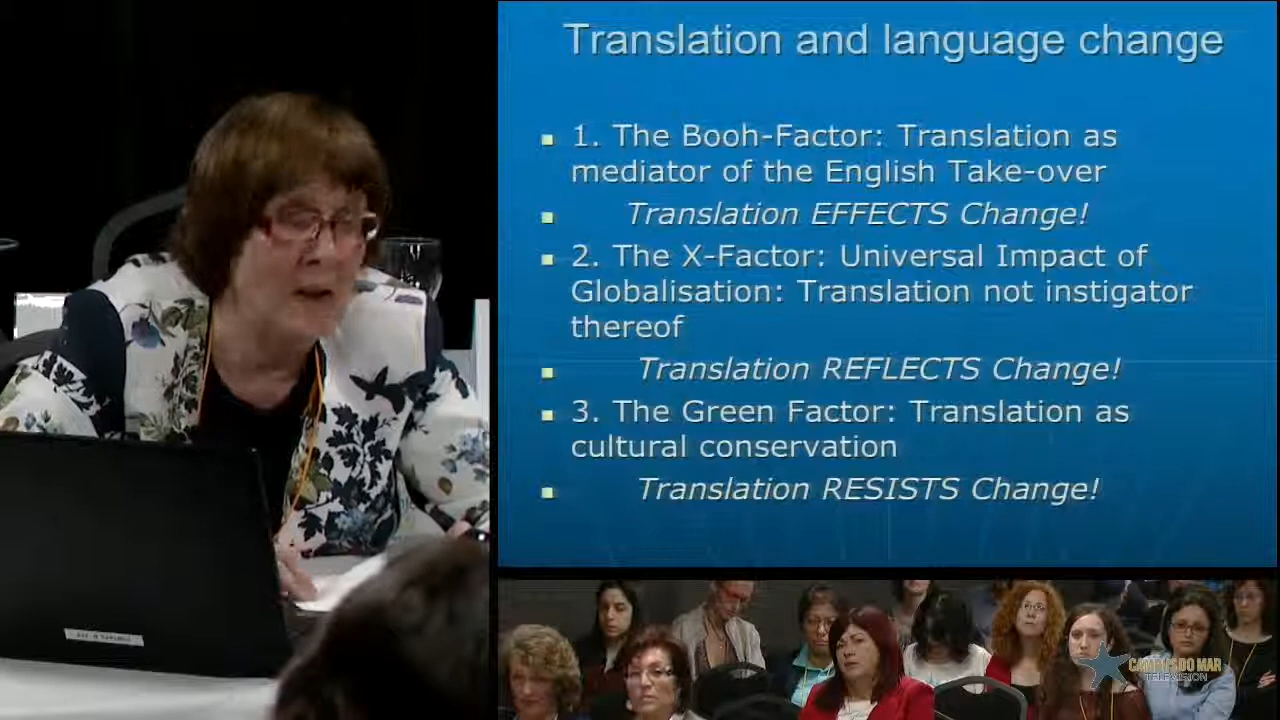 Translation and language change
1. The Booh-Factor: Translation as
mediator of the English Take-over
Translation EFFECTS Change!
2. The X-Factor: Universal Impact of
Globalisation: Translation not instigator
thereof
Translation REFLECTS Change!
3. The Green Factor: Translation as
cultural conservation
Translation RESISTS Change!
CAMPUS DO MAR
TELEVISION